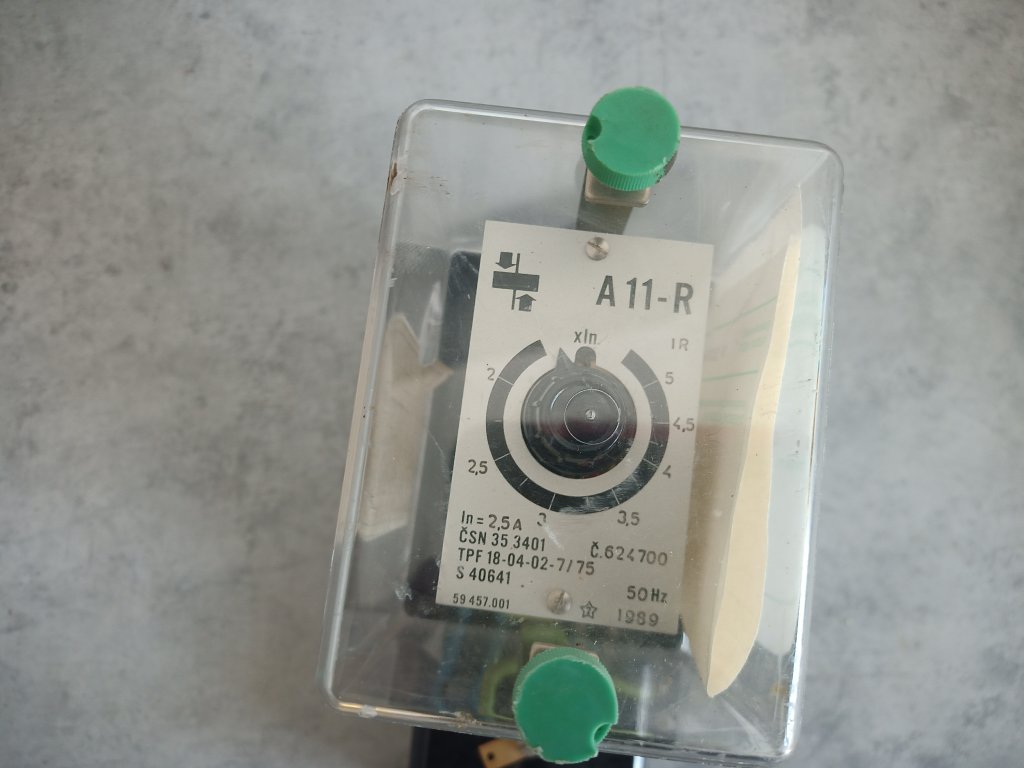 A 11-R
xIn
1R
2
5
4,5
2,5
4
3
3,5
In = 2,5 A
ČSN 35 3401
Č. 624700
TPF 18-04-02-7/75
S 40641
50 Hz
59 457.001
1989